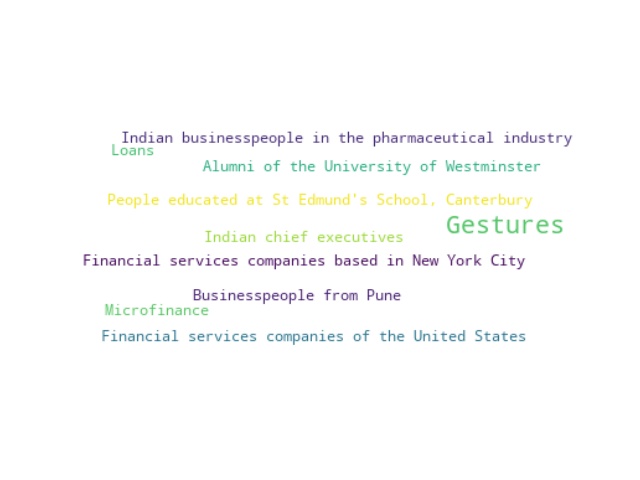 Indian businesspeople in the pharmaceutical industry
Loans
Alumni of the University of Westminster
People educated at St Edmund's School, Canterbury
Gestures
Indian chief executives
Financial services companies based in New York City
Businesspeople from Pune
Microfinance
Financial services companies of the United States